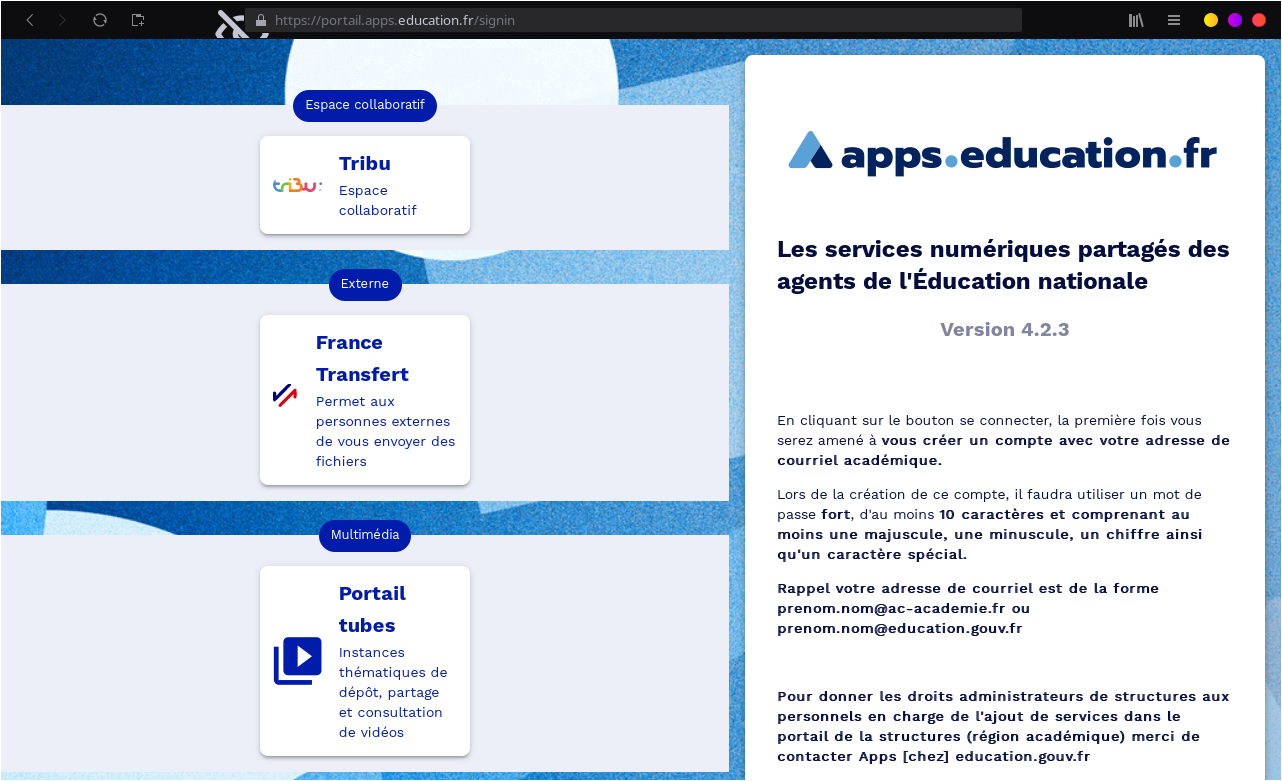 https://portail.apps.education.fr/signin
Espace collaboratif
Tribu
Espace
collaboratif
Externe
France
Transfert
Permet aux
personnes externes
de vous envoyer des
fichiers
Multimédia
Portail
tubes
Instances
thématiques de
dépôt, partage
et consultation
de vidéos
apps.education.fr
Les services numériques partagés des
agents de l'Éducation nationale
Version 4.2.3
En cliquant sur le bouton se connecter, la première fois vous
serez amené à vous créer un compte avec votre adresse de
courriel académique.
Lors de la création de ce compte, il faudra utiliser un mot de
passe fort, d'au moins 10 caractères et comprenant au
moins une majuscule, une minuscule, un chiffre ainsi
qu'un caractère spécial.
Rappel votre adresse de courriel est de la forme
prenom.nom@ac-academie.fr ou
prenom.nom@education.gouv.fr
Pour donner les droits administrateurs de structures aux
personnels en charge de l'ajout de services dans le
portail de la structures (région académique) merci de
contacter Apps [chez] education.gouv.fr